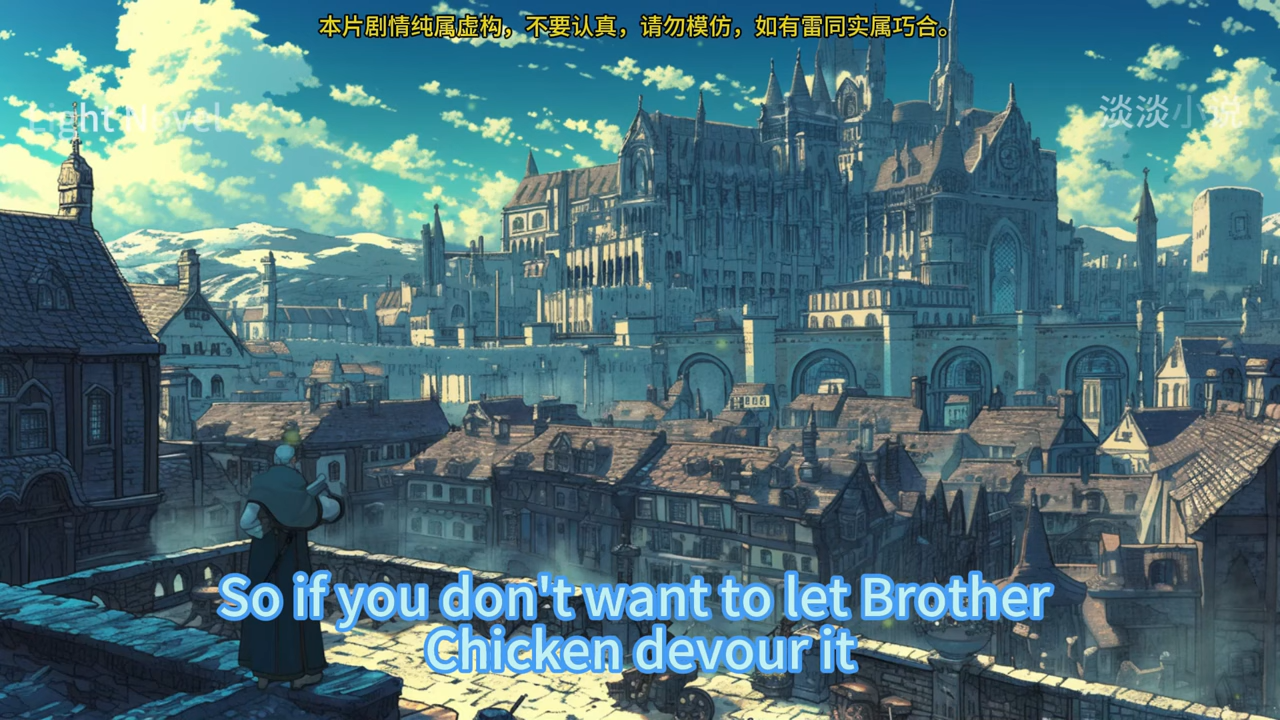 本片剧情纯属虚构，不要认真，请勿模仿，如有雷同实属巧合。
Light Novel
淡淡小说
So if you don't want to let Brother
Chicken devour it